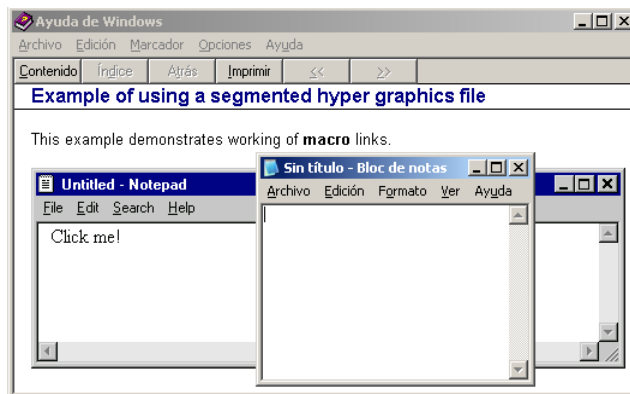 Ayuda de Windows
Archivo Edición Marcador Opciones Ayuda
Contenido Índice Atrás Imprimir << >>
Example of using a segmented hyper graphics file
This example demonstrates working of macro links.
Untitled - Notepad
File Edit Search Help
Click me!
Sin título - Bloc de notas
Archivo Edición Formato Ver Ayuda